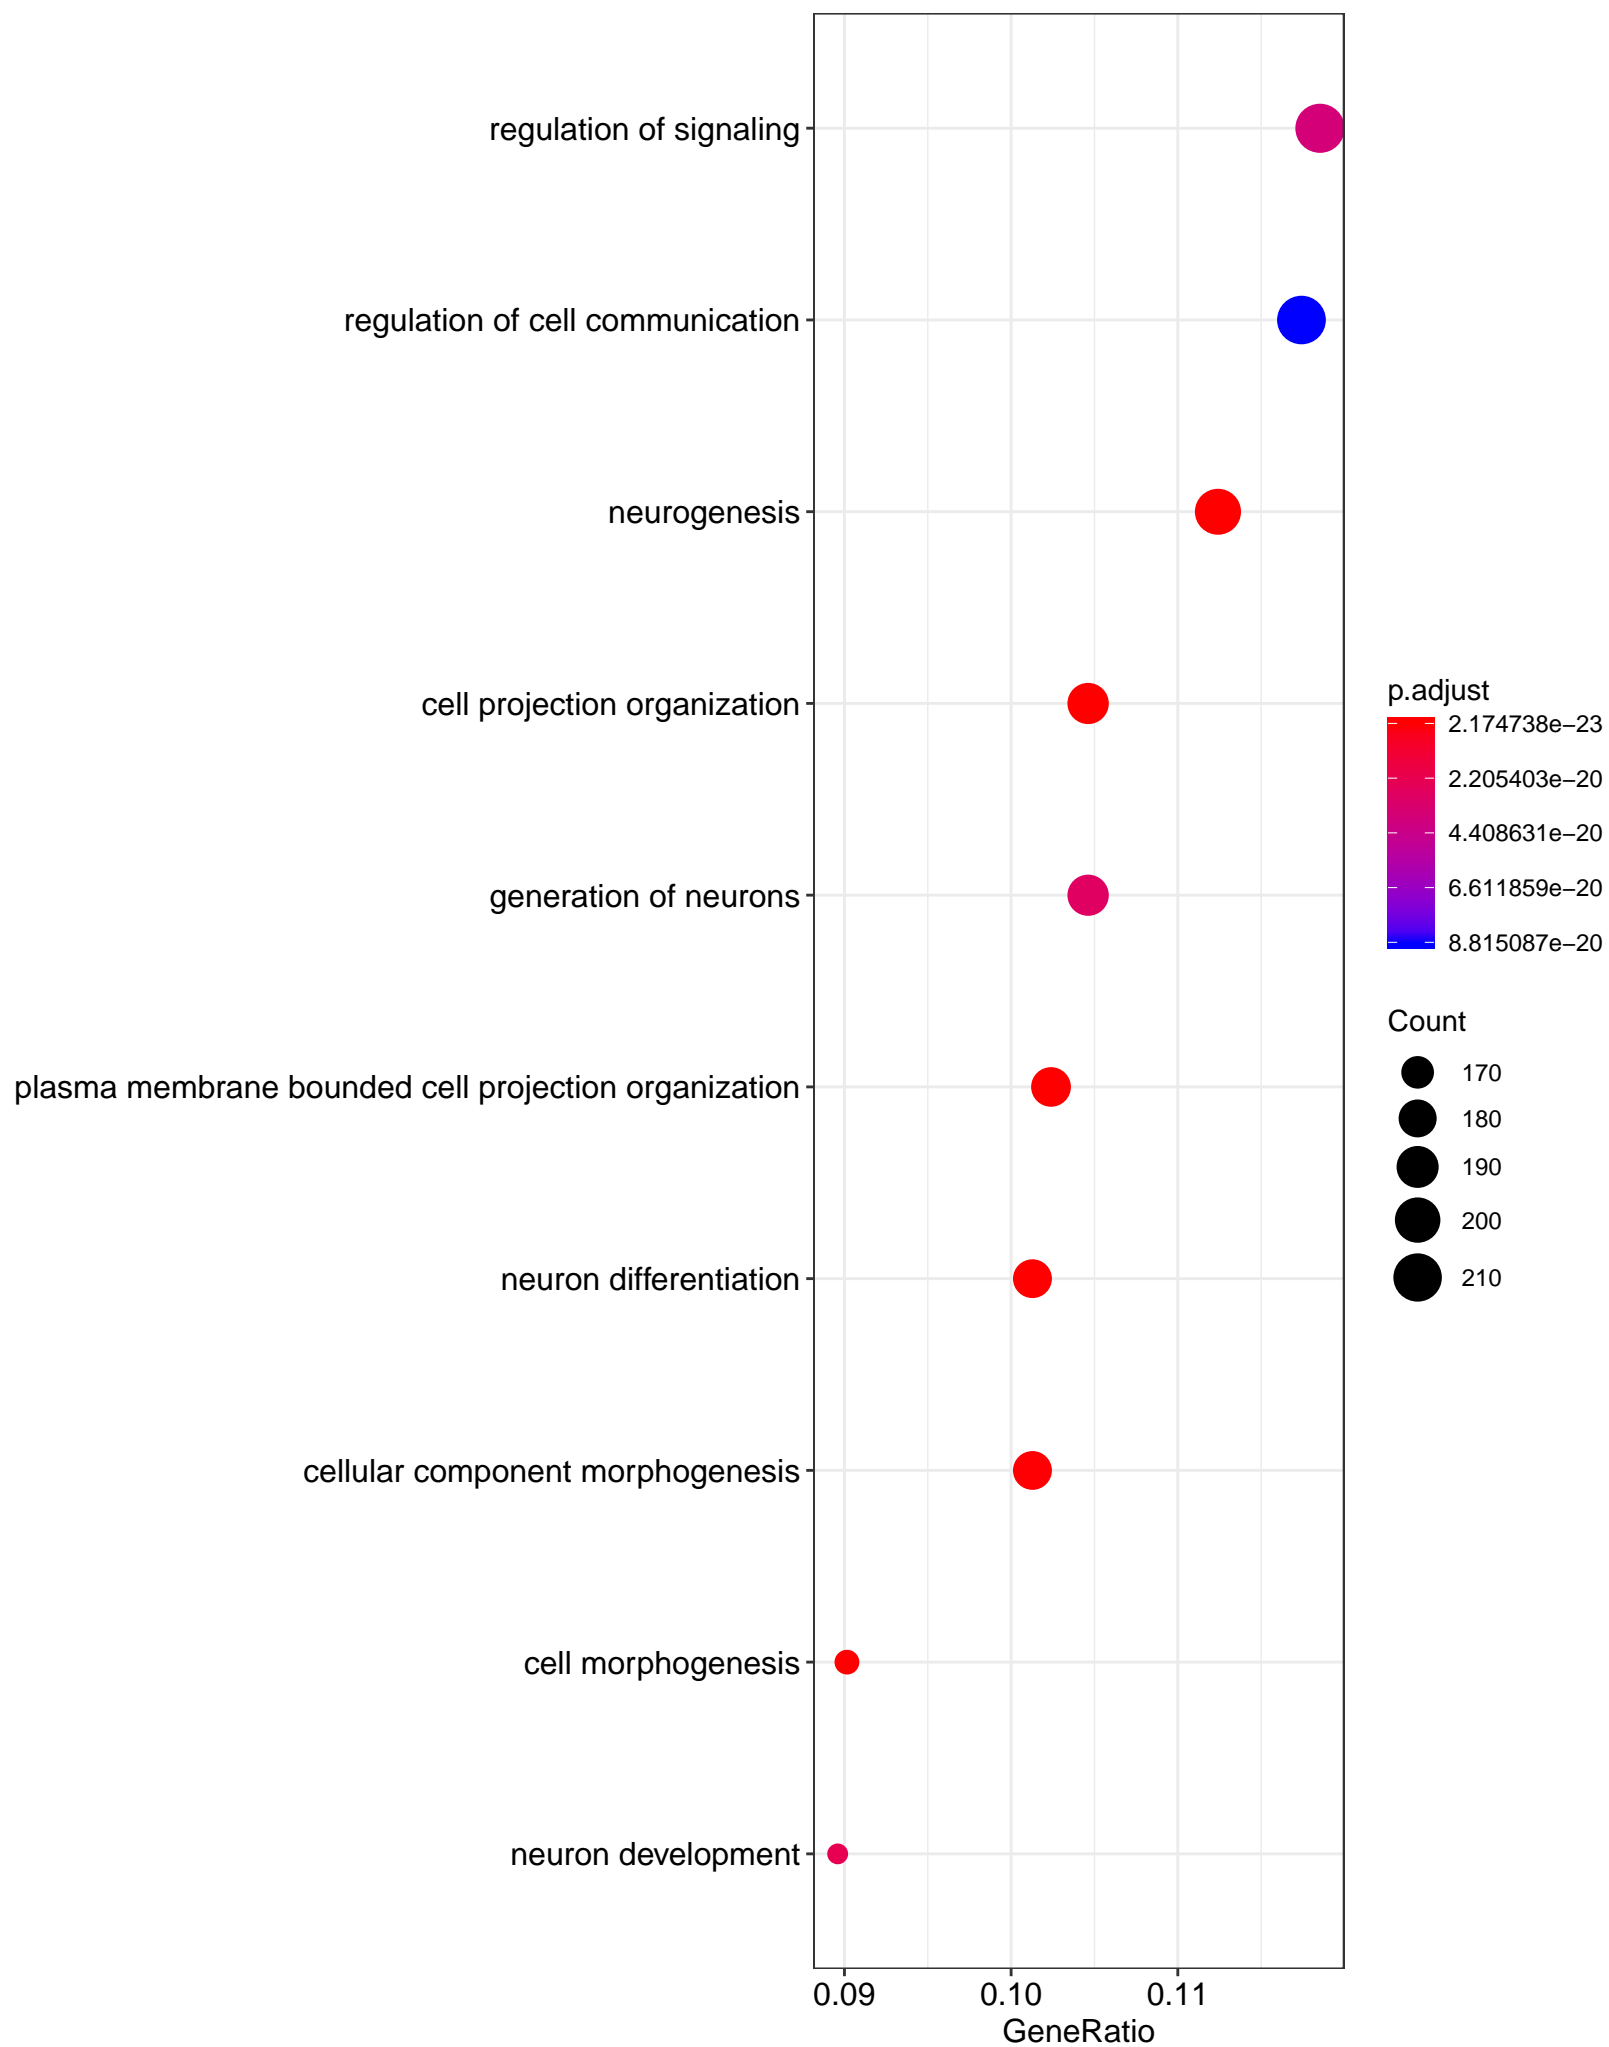 regulation of signaling
regulation of cell communication
neurogenesis
cell projection organization
generation of neurons
plasma membrane bounded cell projection organization
neuron differentiation
cellular component morphogenesis
cell morphogenesis
neuron development
0.09 0.10 0.11
GeneRatio
p.adjust
2.174738e−23
2.205403e−20
4.408631e−20
6.611859e−20
8.815087e−20
Count
170
180
190
200
210